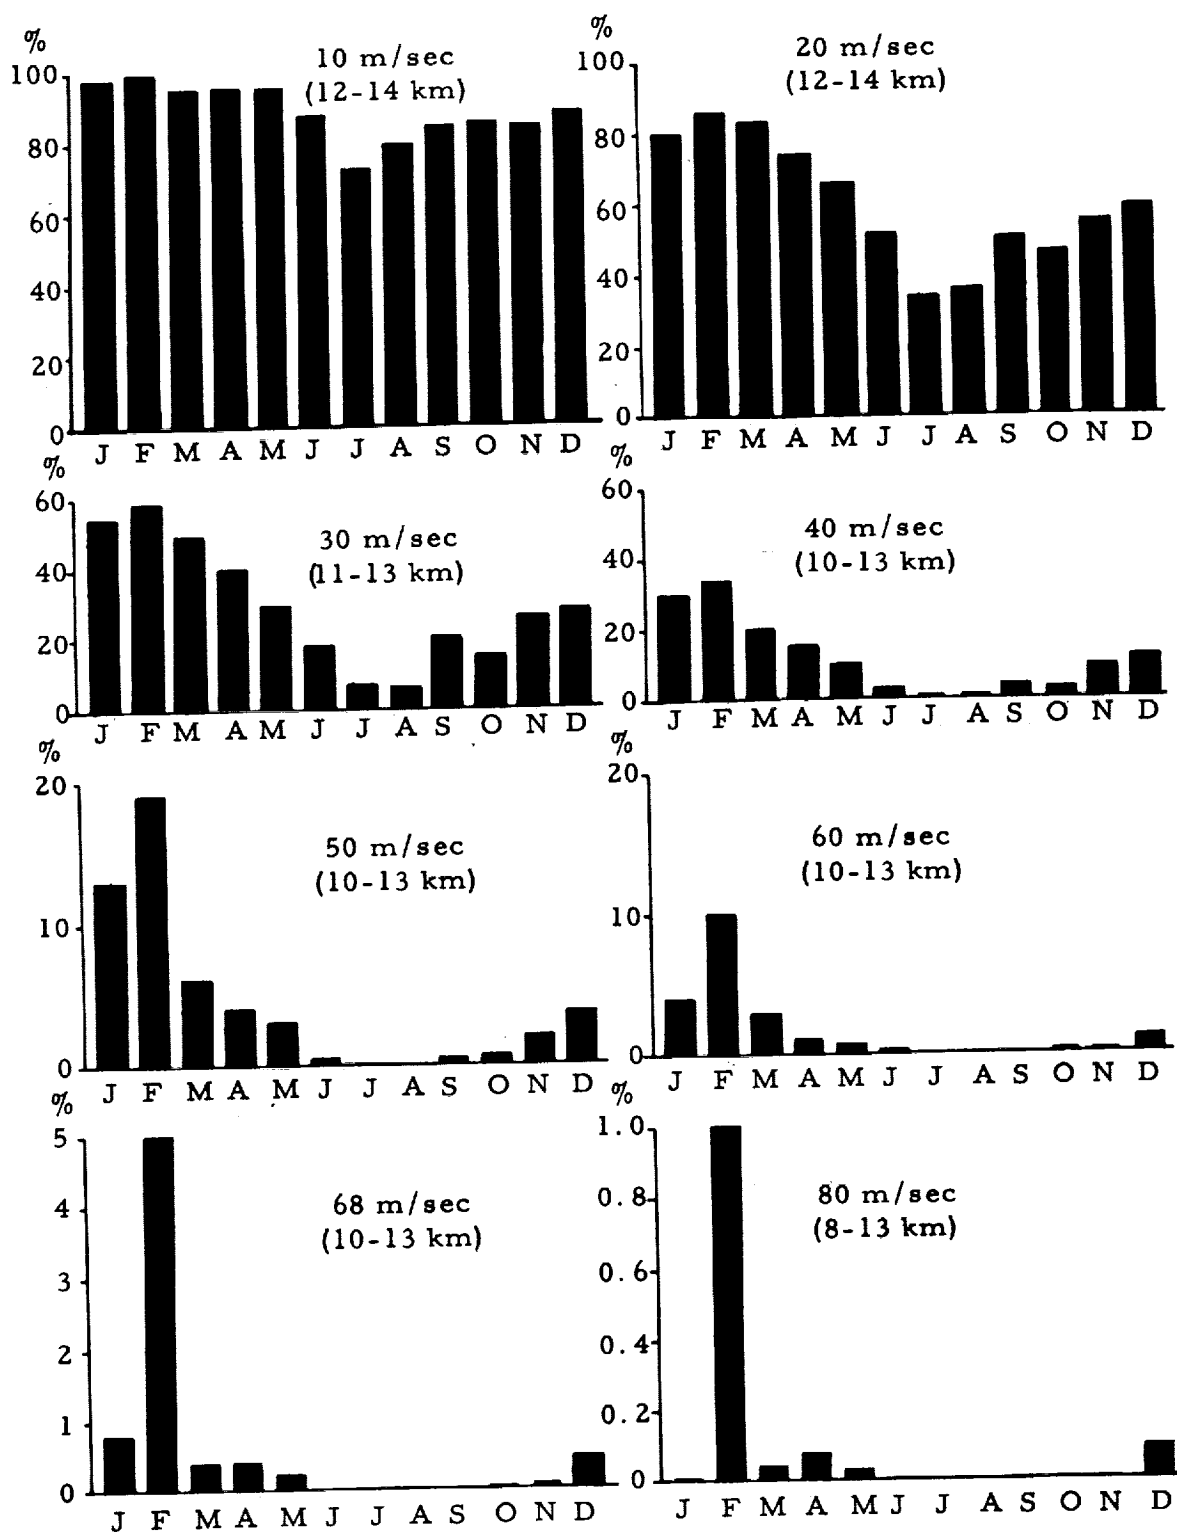 %
10 m/sec
(12-14 km)
100
80
60
40
20
0
J F M A M J J A S O N D
%
20 m/sec
(12-14 km)
100
80
60
40
20
0
J F M A M J J A S O N D
%
30 m/sec
(11-13 km)
60
40
20
0
J F M A M J J A S O N D
%
40 m/sec
(10-13 km)
60
40
20
0
J F M A M J J A S O N D
%
50 m/sec
(10-13 km)
20
10
0
J F M A M J J A S O N D
%
60 m/sec
(10-13 km)
20
10
0
J F M A M J J A S O N D
%
68 m/sec
(10-13 km)
5
4
3
2
1
0
J F M A M J J A S O N D
%
80 m/sec
(8-13 km)
1.0
0.8
0.6
0.4
0.2
0
J F M A M J J A S O N D